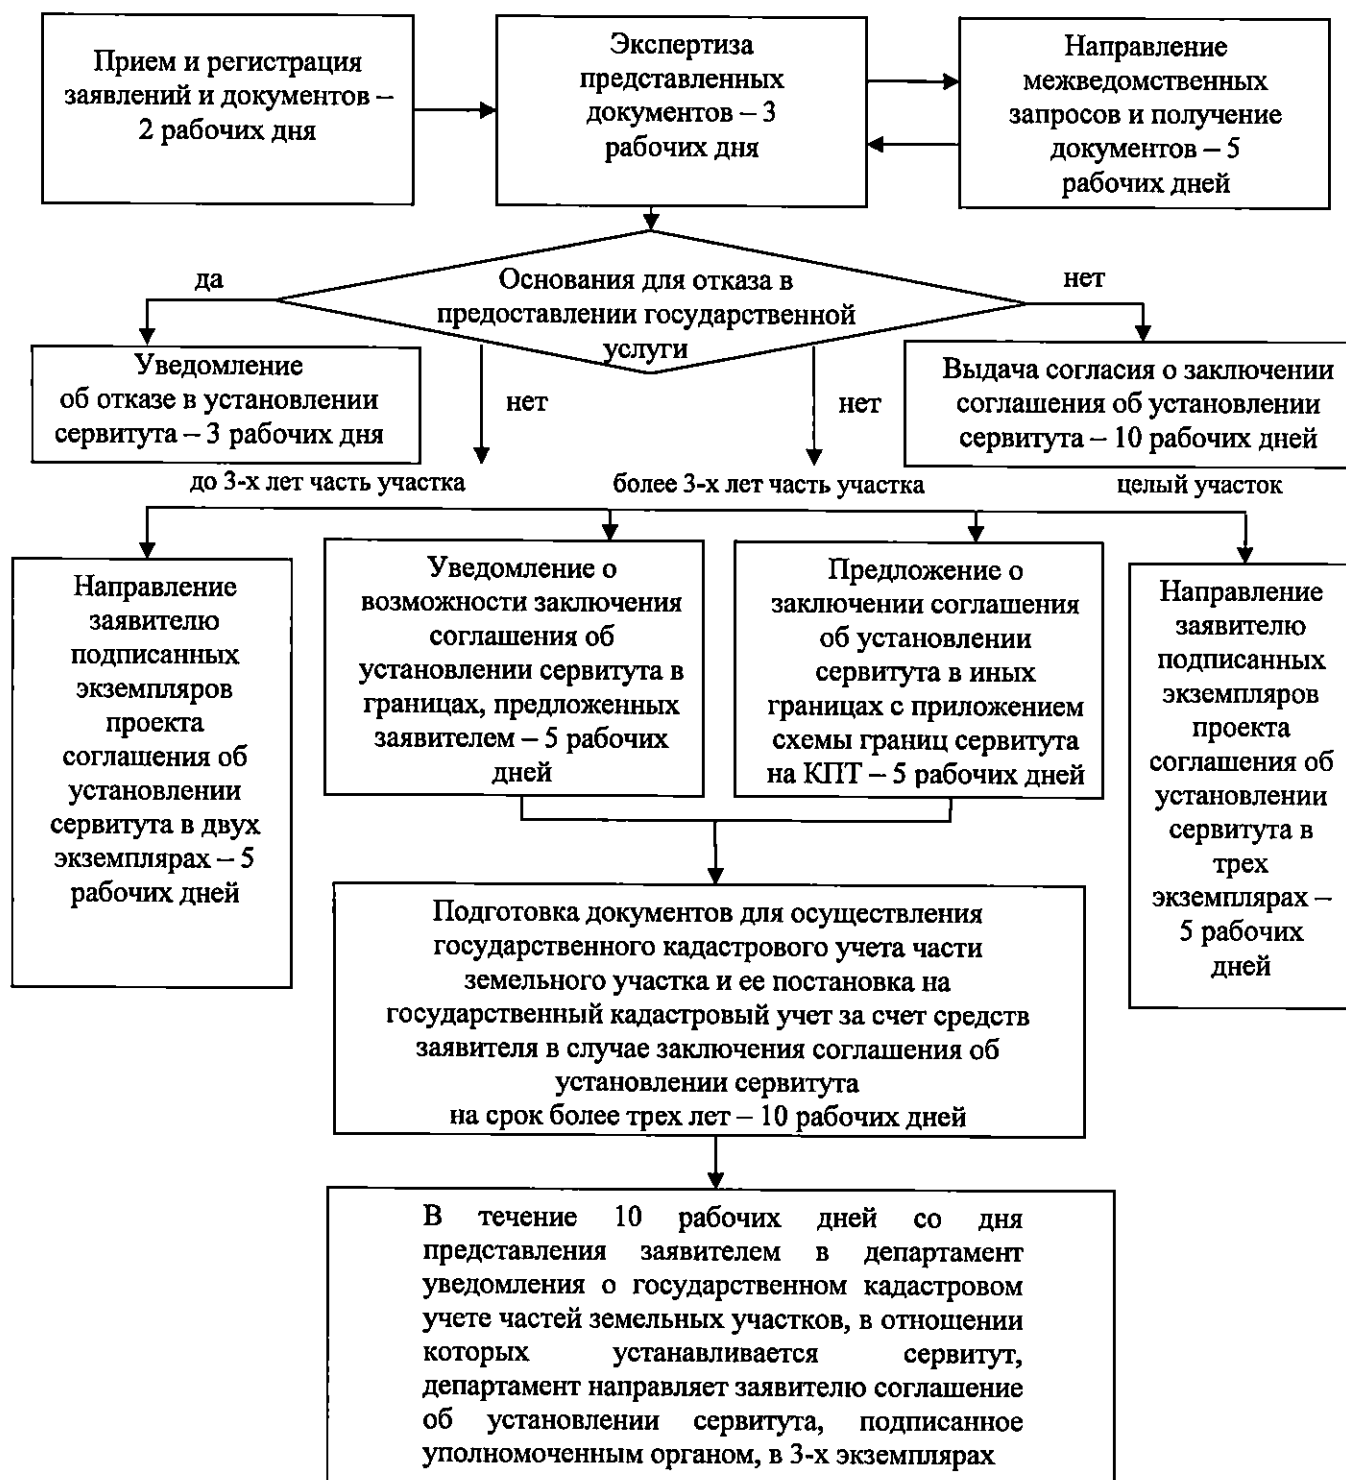 Прием и регистрация
заявлений и документов –
2 рабочих дня
Экспертиза
представленных
документов – 3
рабочих дня
Направление
межведомственных
запросов и получение
документов – 5
рабочих дней
да
Основания для отказа в
предоставлении государственной
услуги
нет
Уведомление
об отказе в установлении
сервитута – 3 рабочих дня
нет
нет
Выдача согласия о заключении
соглашения об установлении
сервитута – 10 рабочих дней
до 3-х лет часть участка
более 3-х лет часть участка
целый участок
Направление
заявителю
подписанных
экземпляров
проекта
соглашения об
установлении
сервитута в двух
экземплярах – 5
рабочих дней
Уведомление о
возможности заключения
соглашения об
установлении сервитута в
границах, предложенных
заявителем – 5 рабочих
дней
Предложение о
заключении соглашения
об установлении
сервитута в иных
границах с приложением
схемы границ сервитута
на КПТ – 5 рабочих дней
Направление
заявителю
подписанных
экземпляров
проекта
соглашения об
установлении
сервитута в
трех
экземплярах –
5 рабочих
дней
Подготовка документов для осуществления
государственного кадастрового учета части
земельного участка и ее постановка на
государственный кадастровый учет за счет средств
заявителя в случае заключения соглашения об
установлении сервитута
на срок более трех лет – 10 рабочих дней
В течение 10 рабочих дней со дня
представления заявителем в департамент
уведомления о государственном кадастровом
учете частей земельных участков, в отношении
которых устанавливается сервитут,
департамент направляет заявителю соглашение
об установлении сервитута, подписанное
уполномоченным органом, в 3-х экземплярах